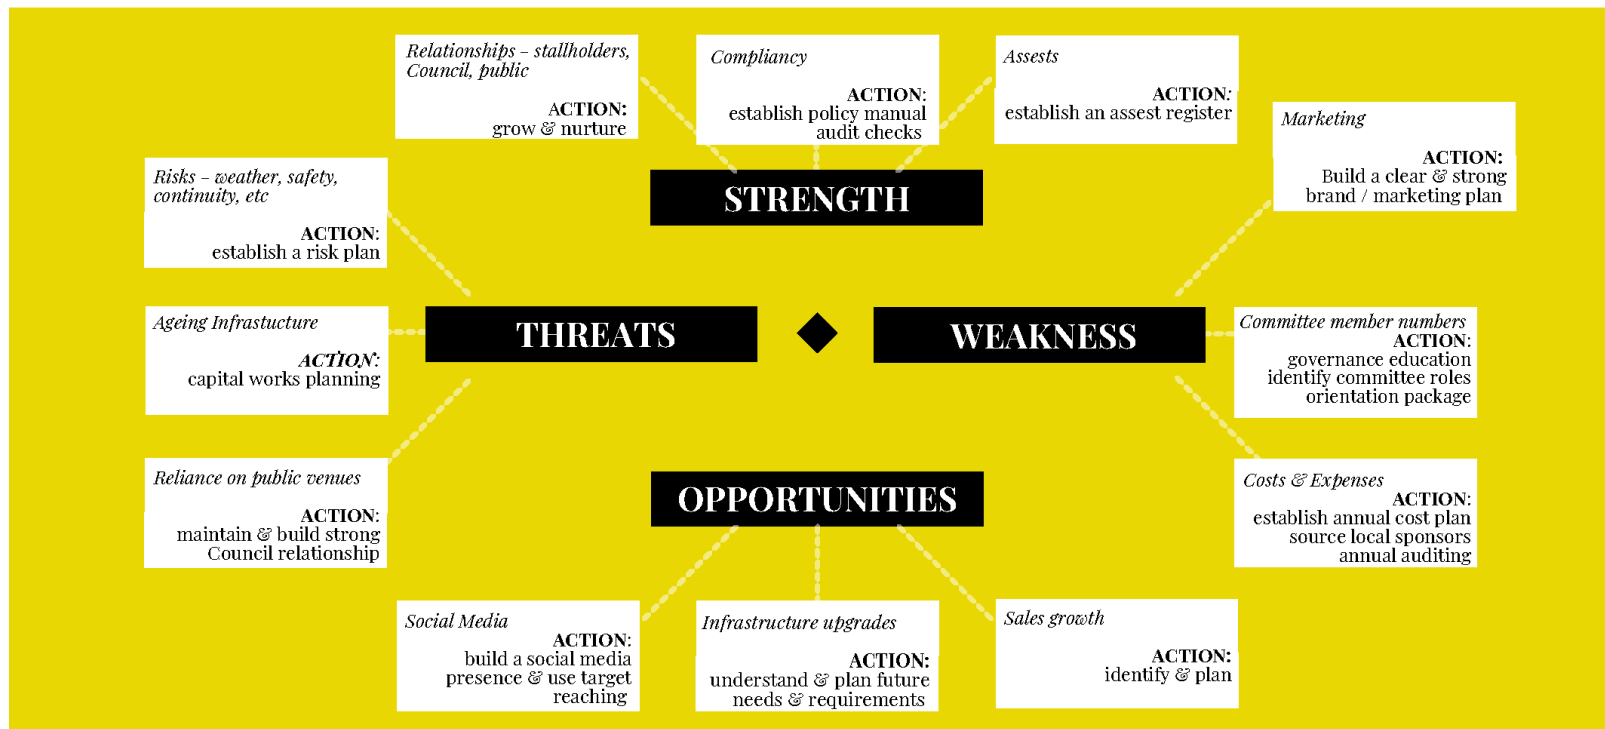 Relationships – stallholders,
Council, public
ACTION:
grow & nurture
Compliancy
ACTION:
establish policy manual
audit checks
Assests
ACTION:
establish an assest register
STRENGTH
Marketing
ACTION:
Build a clear & strong
brand / marketing plan
Risks – weather, safety,
continuity, etc
ACTION:
establish a risk plan
Ageing Infrastucture
ACTION:
capital works planning
THREATS
WEAKNESS
Committee member numbers
ACTION:
governance education
identify committee roles
orientation package
Reliance on public venues
ACTION:
maintain & build strong
Council relationship
OPPORTUNITIES
Costs & Expenses
ACTION:
establish annual cost plan
source local sponsors
annual auditing
Social Media
ACTION:
build a social media
presence & use target
reaching
Infrastructure upgrades
ACTION:
understand & plan future
needs & requirements
Sales growth
ACTION:
identify & plan